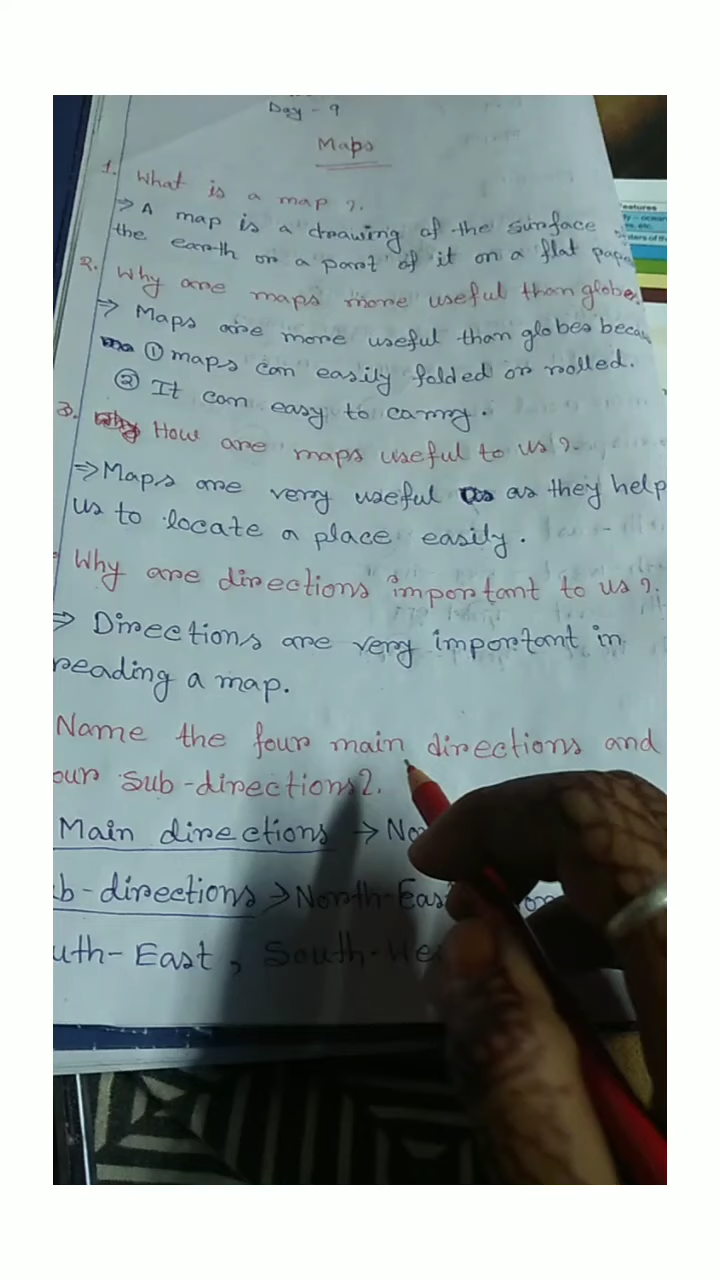 Day - 9
Maps
1. What is a map ?
⇒ A map is a drawing of the surface
the earth or a part of it on a flat
2. Why are maps more useful than globe
⇒ Maps are more useful than globes
① maps can easily folded or rolled.
② It can easy to carry.
3. How are maps useful to us ?
⇒ Maps are very useful as they help
us to locate a place easily.
Why are directions important to us ?
⇒ Directions are very important in
reading a map.
Name the four main directions and
our Sub-directions?
Main directions →
b-directions → North-East
uth-East, South-We
eatures